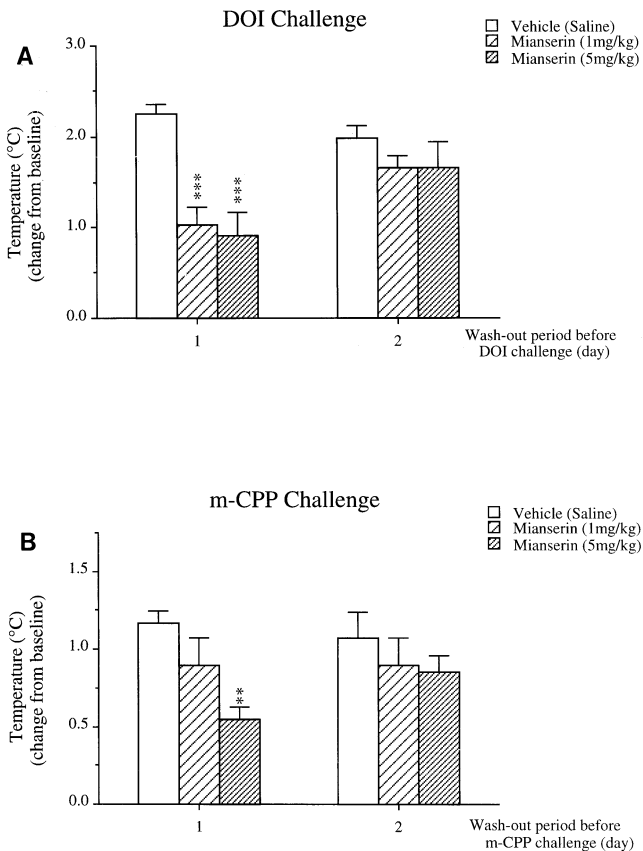 DOI Challenge
Vehicle (Saline)
Mianserin (1mg/kg)
Mianserin (5mg/kg)
A
Temperature (°C)
(change from baseline)
3.0
2.0
1.0
0.0
***
***
1
2
Wash-out period before
DOI challenge (day)
m-CPP Challenge
Vehicle (Saline)
Mianserin (1mg/kg)
Mianserin (5mg/kg)
B
Temperature (°C)
(change from baseline)
1.5
1.0
0.5
0.0
**
1
2
Wash-out period before
m-CPP challenge (day)